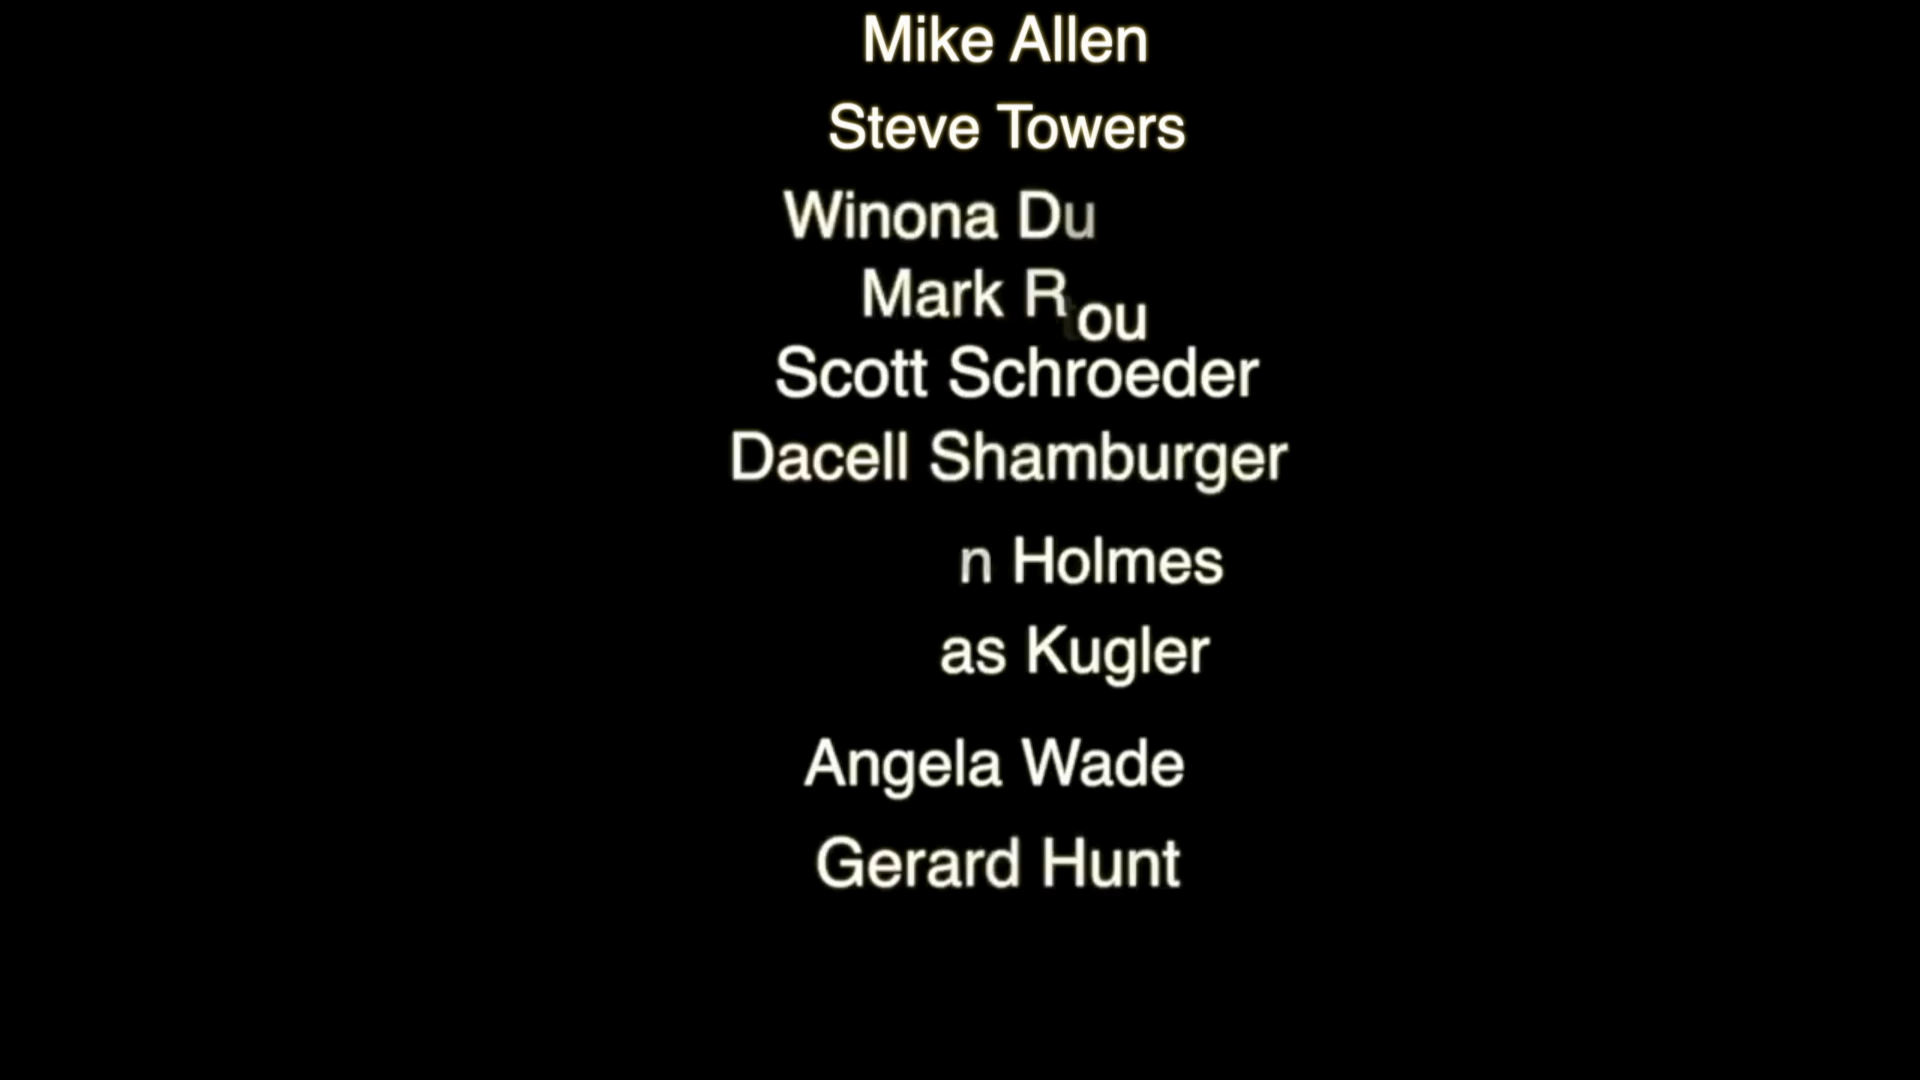 Mike Allen
Steve Towers
Winona Du
Mark R
ou
Scott Schroeder
Dacell Shamburger
n Holmes
as Kugler
Angela Wade
Gerard Hunt